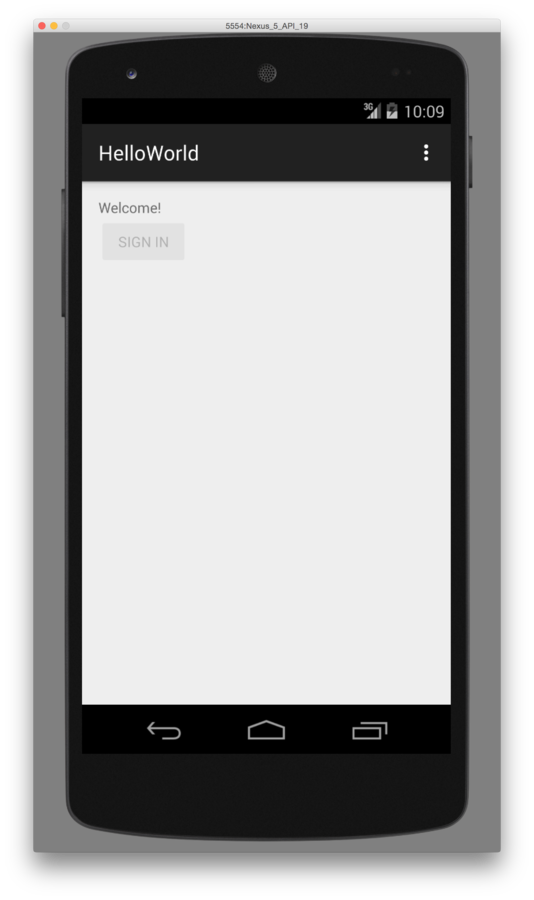 5554:Nexus_5_API_19
3G 10:09
HelloWorld
Welcome!
SIGN IN